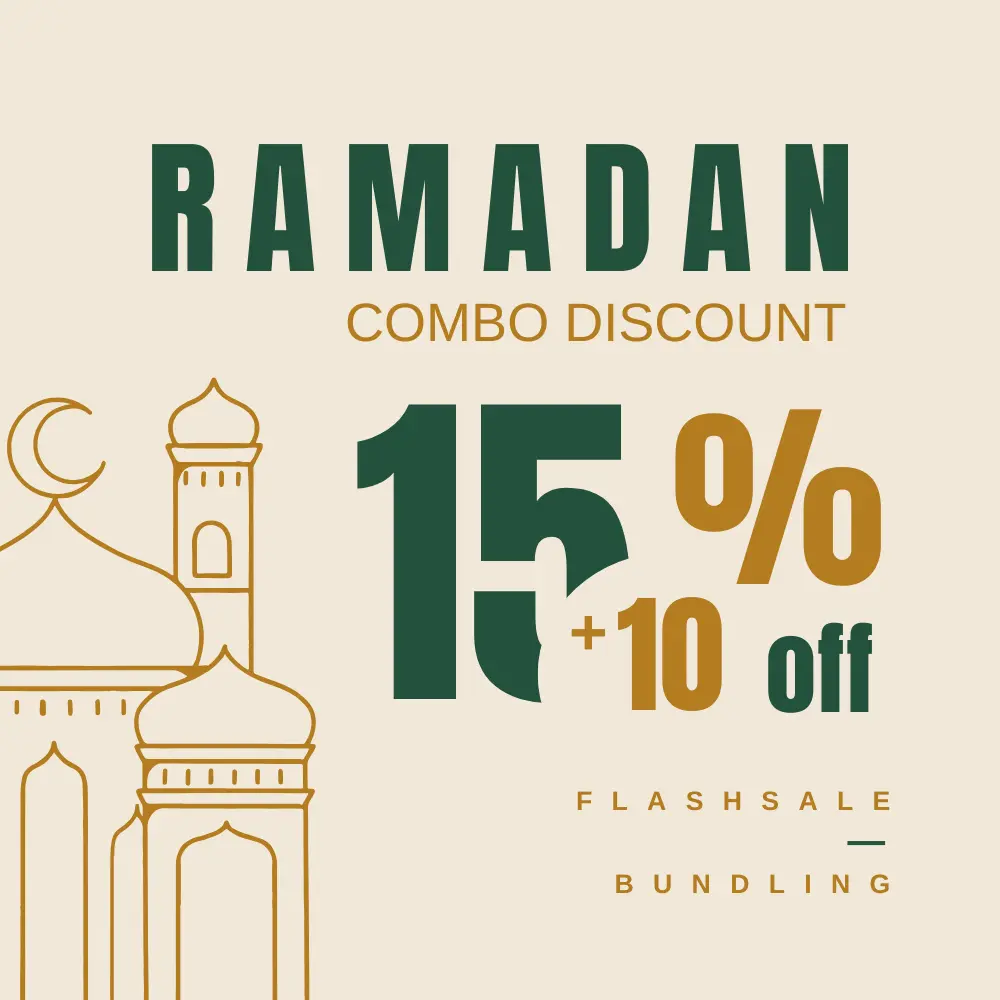 RAMADAN
COMBO DISCOUNT
15%
+10 off
FLASHSALE
BUNDLING